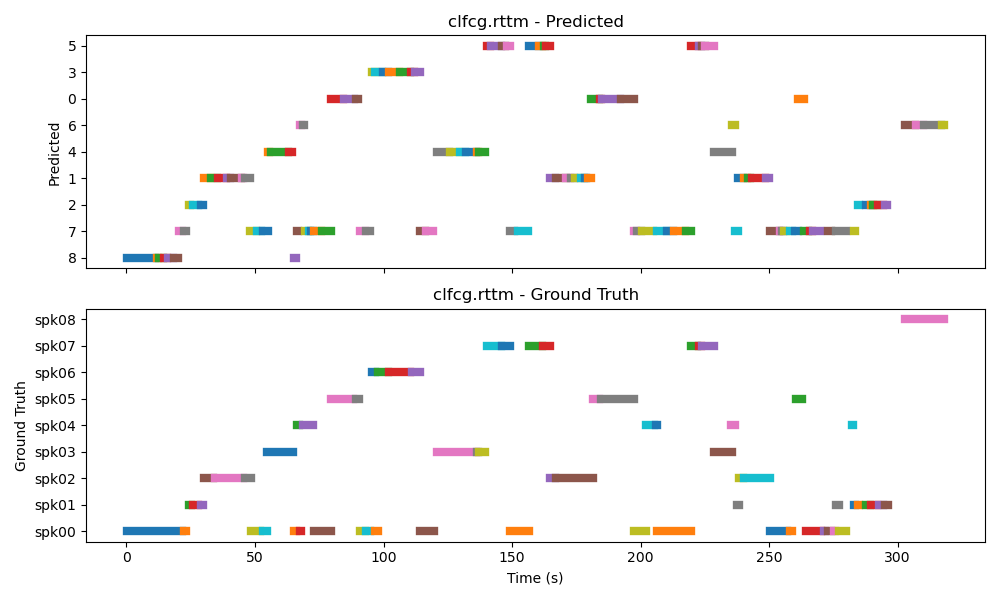 clfcg.rttm - Predicted
5
3
0
6
4
1
2
7
8
Predicted
clfcg.rttm - Ground Truth
spk08
spk07
spk06
spk05
spk04
spk03
spk02
spk01
spk00
Ground Truth
0 50 100 150 200 250 300
Time (s)